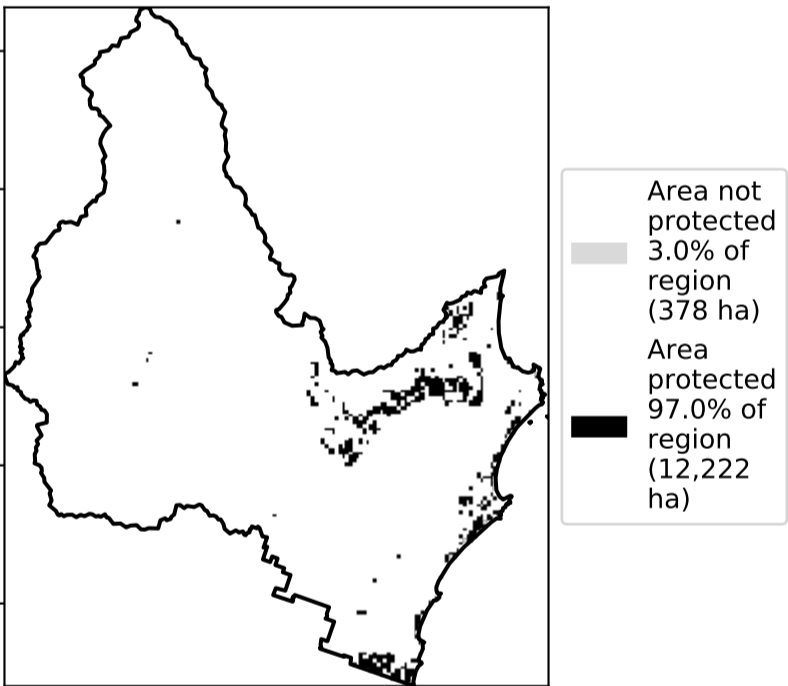 Area not
protected
3.0% of
region
(378 ha)
Area
protected
97.0% of
region
(12,222
ha)